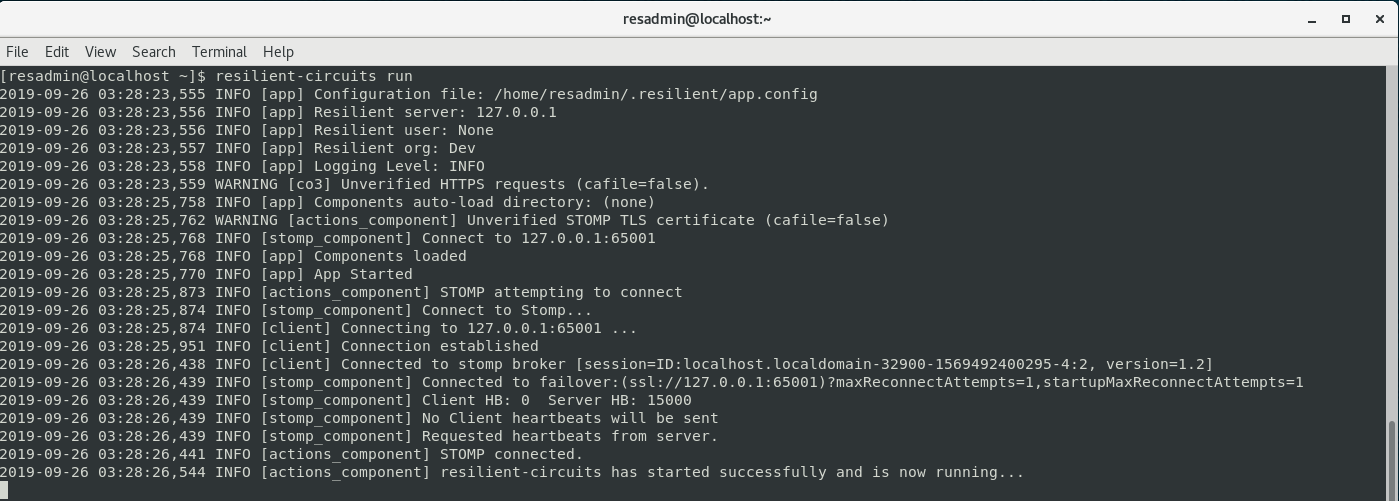 resadmin@localhost:~
File Edit View Search Terminal Help
[resadmin@localhost ~]$ resilient-circuits run
2019-09-26 03:28:23,555 INFO [app] Configuration file: /home/resadmin/.resilient/app.config
2019-09-26 03:28:23,556 INFO [app] Resilient server: 127.0.0.1
2019-09-26 03:28:23,556 INFO [app] Resilient user: None
2019-09-26 03:28:23,557 INFO [app] Resilient org: Dev
2019-09-26 03:28:23,558 INFO [app] Logging Level: INFO
2019-09-26 03:28:23,559 WARNING [co3] Unverified HTTPS requests (cafile=false).
2019-09-26 03:28:25,758 INFO [app] Components auto-load directory: (none)
2019-09-26 03:28:25,762 WARNING [actions_component] Unverified STOMP TLS certificate (cafile=false)
2019-09-26 03:28:25,768 INFO [stomp_component] Connect to 127.0.0.1:65001
2019-09-26 03:28:25,768 INFO [app] Components loaded
2019-09-26 03:28:25,770 INFO [app] App Started
2019-09-26 03:28:25,873 INFO [actions_component] STOMP attempting to connect
2019-09-26 03:28:25,874 INFO [stomp_component] Connect to Stomp...
2019-09-26 03:28:25,874 INFO [client] Connecting to 127.0.0.1:65001 ...
2019-09-26 03:28:25,951 INFO [client] Connection established
2019-09-26 03:28:26,438 INFO [client] Connected to stomp broker [session=ID:localhost.localdomain-32900-1569492400295-4:2, version=1.2]
2019-09-26 03:28:26,439 INFO [stomp_component] Connected to failover:(ssl://127.0.0.1:65001)?maxReconnectAttempts=1,startupMaxReconnectAttempts=1
2019-09-26 03:28:26,439 INFO [stomp_component] Client HB: 0  Server HB: 15000
2019-09-26 03:28:26,439 INFO [stomp_component] No Client heartbeats will be sent
2019-09-26 03:28:26,439 INFO [stomp_component] Requested heartbeats from server.
2019-09-26 03:28:26,441 INFO [actions_component] STOMP connected.
2019-09-26 03:28:26,544 INFO [actions_component] resilient-circuits has started successfully and is now running...